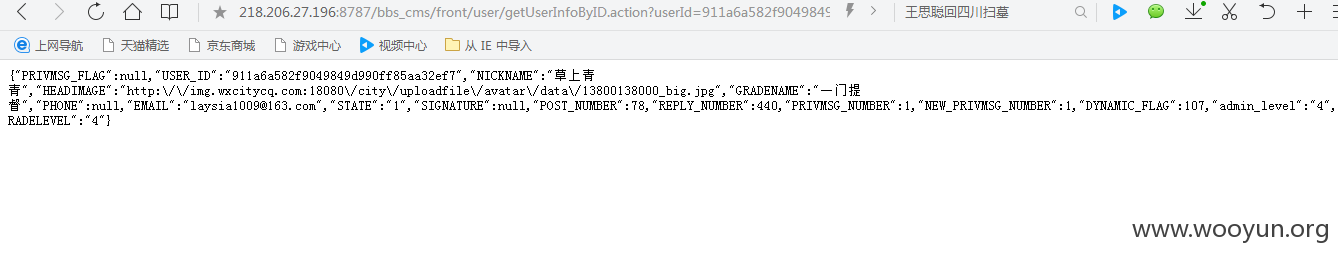 218.206.27.196:8787/bbs_cms/front/user/getUserInfoByID.action?userId=911a6a582f9049849 王思聪回四川扫墓
上网导航 天猫精选 京东商城 游戏中心 视频中心 从 IE 中导入
{"PRIVMSG_FLAG":null,"USER_ID":"911a6a582f9049849d990ff85aa32ef7","NICKNAME":"草上青
青","HEADIMAGE":"http:\/\/img.wxcitycq.com:18080\/city\/uploadfile\/avatar\/data\/13800138000_big.jpg","GRADENAME":"一门提
督","PHONE":null,"EMAIL":"laysia1009@163.com","STATE":"1","SIGNATURE":null,"POST_NUMBER":78,"REPLY_NUMBER":440,"PRIVMSG_NUMBER":1,"NEW_PRIVMSG_NUMBER":1,"DYNAMIC_FLAG":107,"admin_level":"4",
RADELEVEL":"4"}
www.wooyun.org